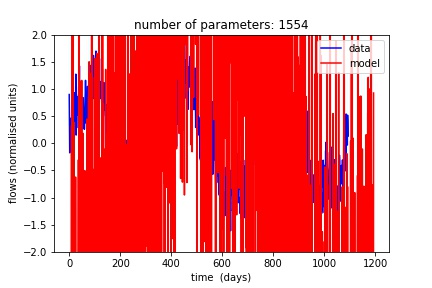 number of parameters: 1554
data
model
2.0
1.5
1.0
0.5
0.0
−0.5
−1.0
−1.5
−2.0
flows (normalised units)
0 200 400 600 800 1000 1200
time (days)